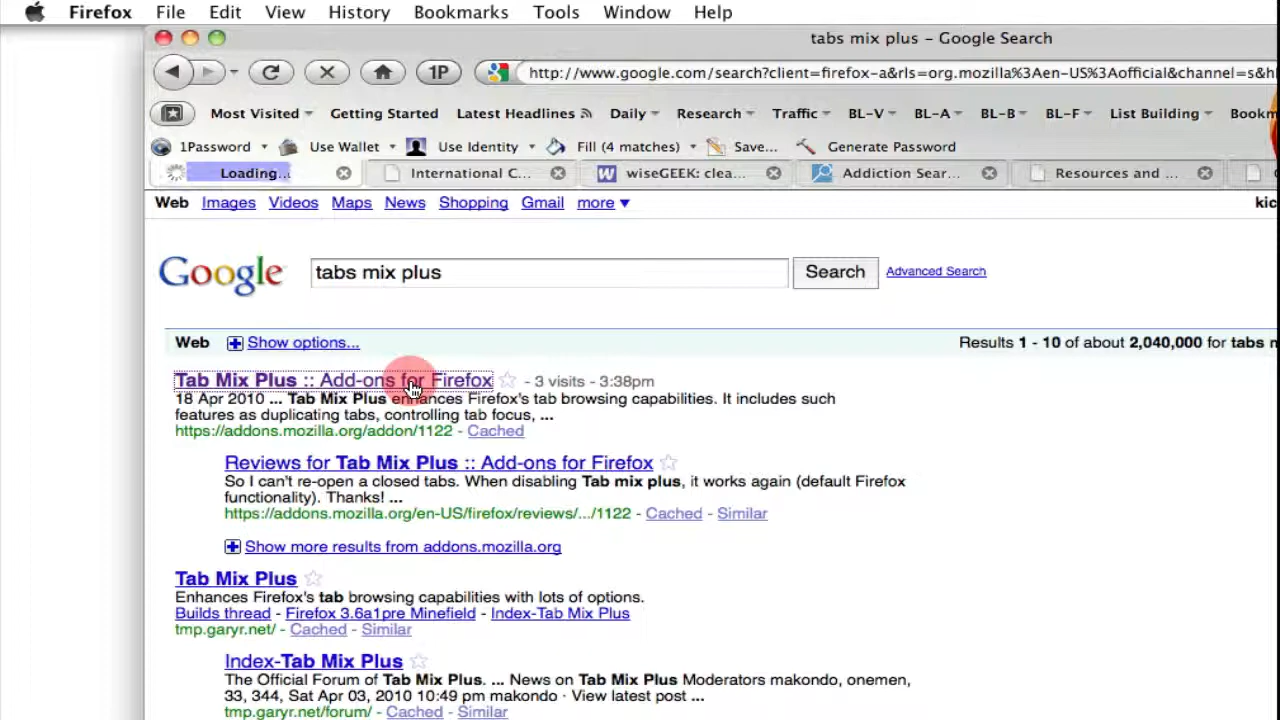 Firefox File Edit View History Bookmarks Tools Window Help
tabs mix plus – Google Search
1P http://www.google.com/search?client=firefox-a&rls=org.mozilla%3Aen-US%3Aofficial&channel=s&h
Most Visited Getting Started Latest Headlines Daily Research Traffic BL-V BL-A BL-B BL-F List Building Bookm
1Password Use Wallet Use Identity Fill (4 matches) Save... Generate Password
Loading... International C... W wiseGEEK: clea... Addiction Sear... Resources and ...
Web Images Videos Maps News Shopping Gmail more ▼ kic
Google tabs mix plus Search Advanced Search
Web Show options... Results 1 - 10 of about 2,040,000 for tabs m
Tab Mix Plus :: Add-ons for Firefox - 3 visits - 3:38pm
18 Apr 2010 ... Tab Mix Plus enhances Firefox's tab browsing capabilities. It includes such
features as duplicating tabs, controlling tab focus, ...
https://addons.mozilla.org/addon/1122 - Cached
Reviews for Tab Mix Plus :: Add-ons for Firefox
So I can't re-open a closed tabs. When disabling Tab mix plus, it works again (default Firefox
functionality). Thanks! ...
https://addons.mozilla.org/en-US/firefox/reviews/.../1122 - Cached - Similar
Show more results from addons.mozilla.org
Tab Mix Plus
Enhances Firefox's tab browsing capabilities with lots of options.
Builds thread - Firefox 3.6a1pre Minefield - Index-Tab Mix Plus
tmp.garyr.net/ - Cached - Similar
Index-Tab Mix Plus
The Official Forum of Tab Mix Plus. ... News on Tab Mix Plus Moderators makondo, onemen,
33, 344, Sat Apr 03, 2010 10:49 pm makondo · View latest post ...
tmp.garyr.net/forum/ - Cached - Similar